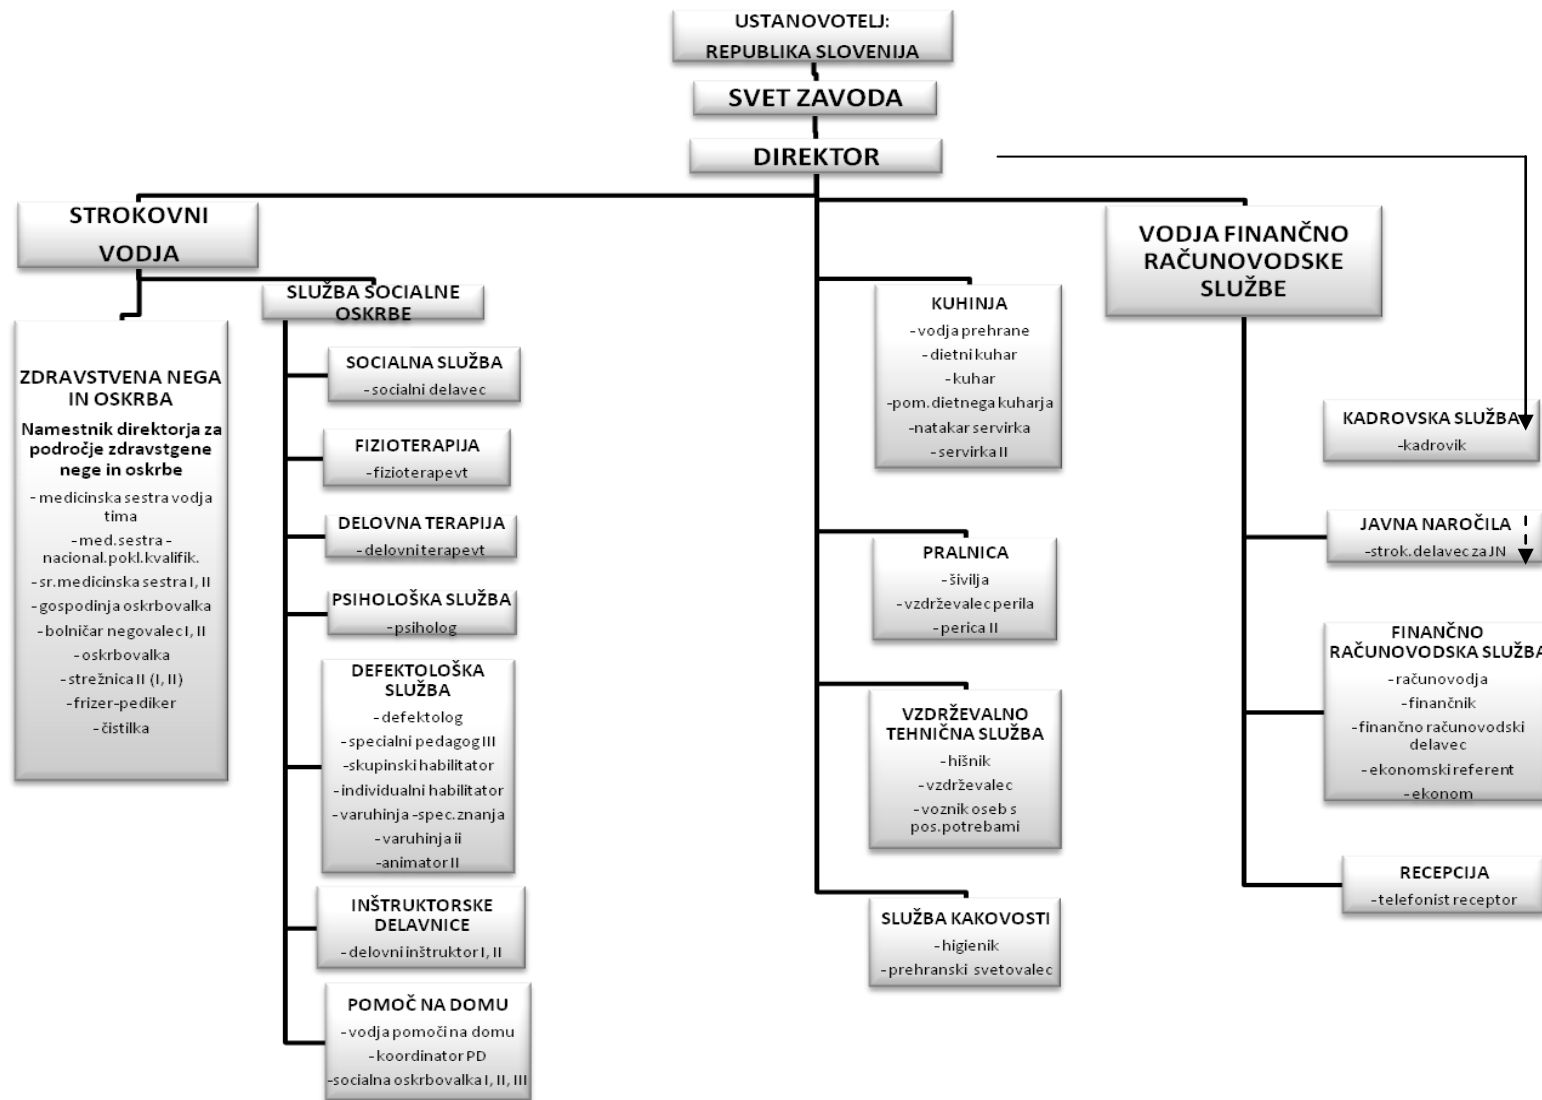 USTANOVOTELJ:
REPUBLIKA SLOVENIJA
SVET ZAVODA
DIREKTOR
STROKOVNI
VODJA
ZDRAVSTVENA NEGA
IN OSKRBA
Namestnik direktorja za
področje zdravstgene
nege in oskrbe
- medicinska sestra vodja
tima
- med.sestra -
nacional.pokl.kvalifik.
- sr.medicinska sestra I, II
- gospodinja oskrbovalka
- bolničar negovalec I, II
- oskrbovalka
- strežnica II (I, II)
- frizer-pediker
- čistilka
SLUŽBA SOCIALNE
OSKRBE
SOCIALNA SLUŽBA
- socialni delavec
FIZIOTERAPIJA
- fizioterapevt
DELOVNA TERAPIJA
- delovni terapevt
PSIHOLOŠKA SLUŽBA
- psiholog
DEFEKTOLOŠKA
SLUŽBA
- defektolog
- specialni pedagog III
- skupinski habilitator
- individualni habilitator
- varuhinja -spec.znanja
- varuhinja ii
- animator II
INŠTRUKTORSKE
DELAVNICE
- delovni inštruktor I, II
POMOČ NA DOMU
- vodja pomoči na domu
- koordinator PD
- socialna oskrbovalka I, II, III
KUHINJA
- vodja prehrane
- dietni kuhar
- kuhar
- pom.dietnega kuharja
- natakar servirka
- servirka II
PRALNICA
- šivilja
- vzdrževalec perila
- perica II
VZDRŽEVALNO
TEHNIČNA SLUŽBA
- hišnik
- vzdrževalec
- voznik oseb s
pos.potrebami
SLUŽBA KAKOVOSTI
- higienik
- prehranski svetovalec
VODJA FINANČNO
RAČUNOVODSKE
SLUŽBE
KADROVSKA SLUŽBA
- kadrovik
JAVNA NAROČILA
- strok.delavec za JN
FINANČNO
RAČUNOVODSKA SLUŽBA
- računovodja
- finančnik
- finančno računovodski
delavec
- ekonomski referent
- ekonom
RECEPCIJA
- telefonist receptor